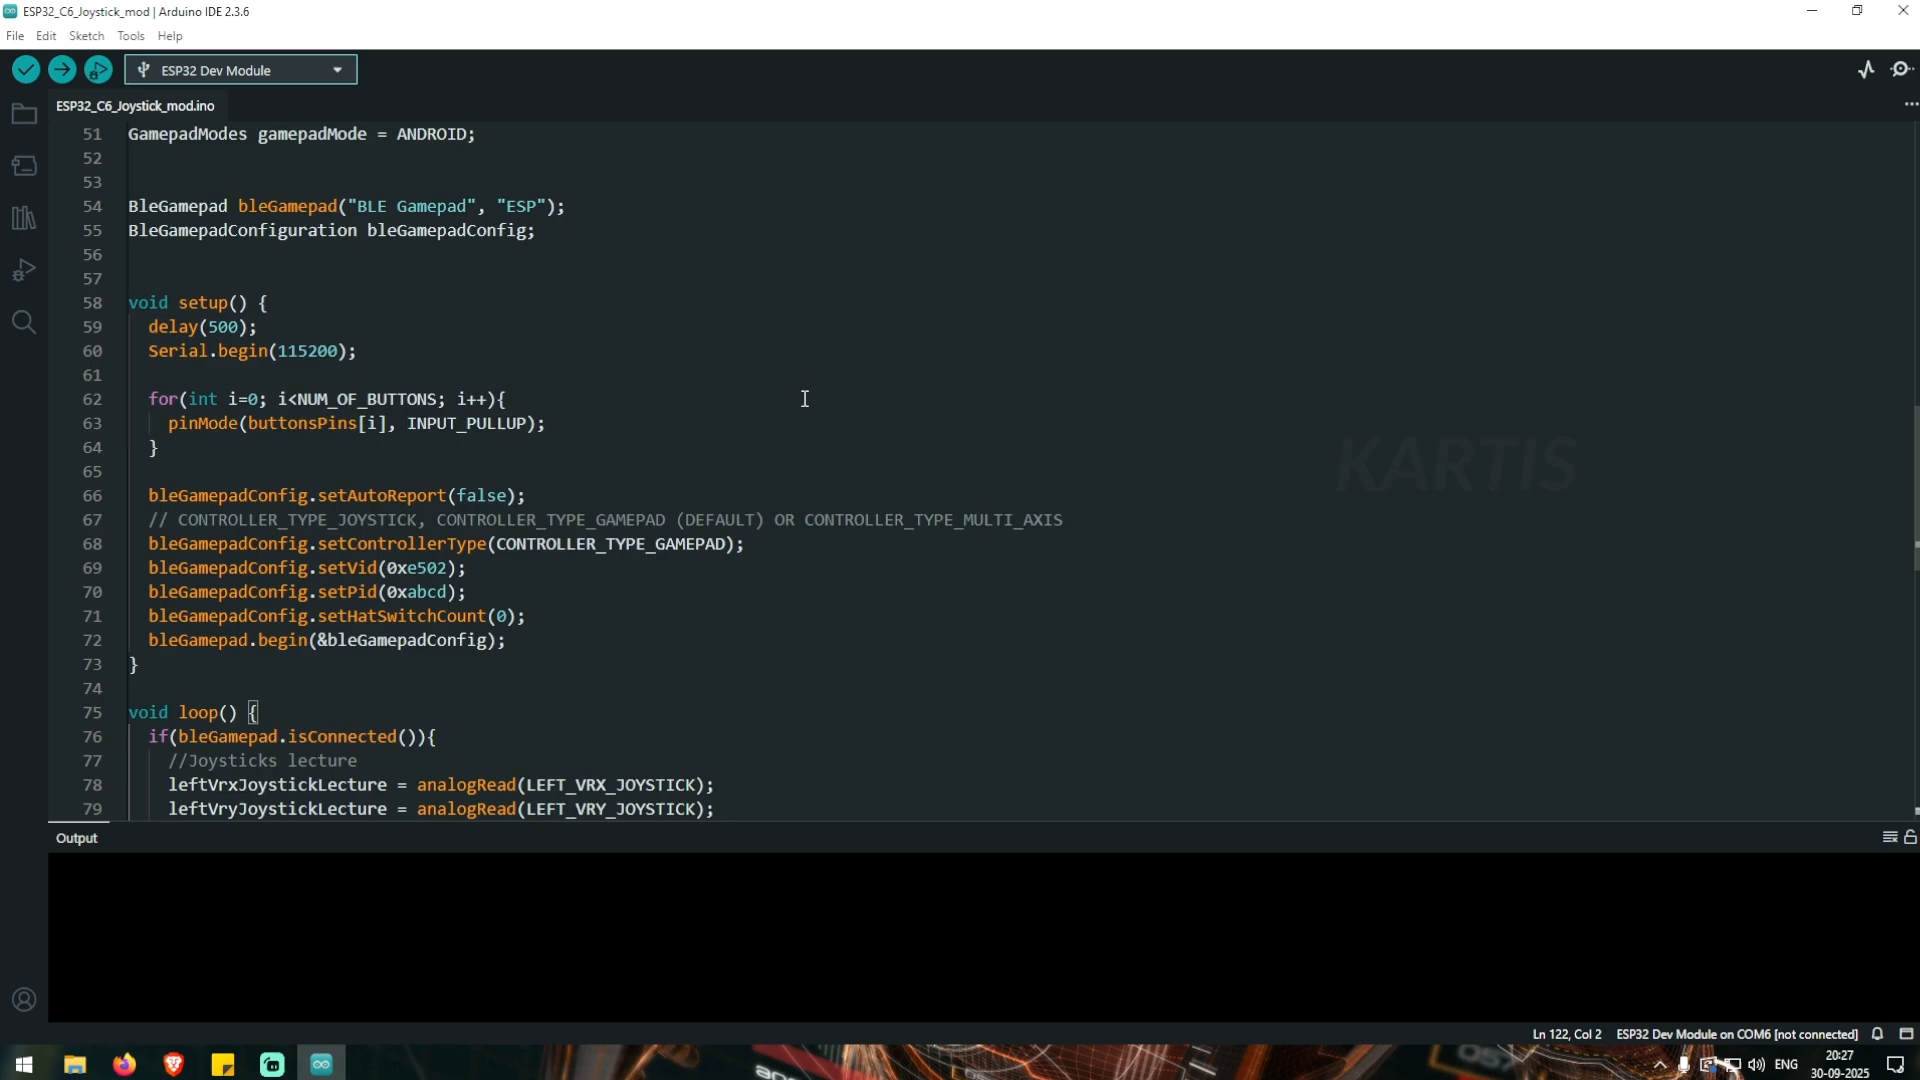 ESP32_C6_Joystick_mod | Arduino IDE 2.3.6
File Edit Sketch Tools Help
ESP32 Dev Module
ESP32_C6_Joystick_mod.ino
51 GamepadModes gamepadMode = ANDROID;
52
53
54 BleGamepad bleGamepad("BLE Gamepad", "ESP");
55 BleGamepadConfiguration bleGamepadConfig;
56
57
58 void setup() {
59 delay(500);
60 Serial.begin(115200);
61
62 for(int i=0; i<NUM_OF_BUTTONS; i++){
63 pinMode(buttonsPins[i], INPUT_PULLUP);
64 }
65
66 bleGamepadConfig.setAutoReport(false);
67 // CONTROLLER_TYPE_JOYSTICK, CONTROLLER_TYPE_GAMEPAD (DEFAULT) OR CONTROLLER_TYPE_MULTI_AXIS
68 bleGamepadConfig.setControllerType(CONTROLLER_TYPE_GAMEPAD);
69 bleGamepadConfig.setVid(0xe502);
70 bleGamepadConfig.setPid(0xabcd);
71 bleGamepadConfig.setHatSwitchCount(0);
72 bleGamepad.begin(&bleGamepadConfig);
73 }
74
75 void loop() {
76 if(bleGamepad.isConnected()){
77 //Joysticks lecture
78 leftVrxJoystickLecture = analogRead(LEFT_VRX_JOYSTICK);
79 leftVryJoystickLecture = analogRead(LEFT_VRY_JOYSTICK);
KARTIS
Output
Ln 122, Col 2 ESP32 Dev Module on COM6 [not connected]
ENG
20:27
30-09-2025